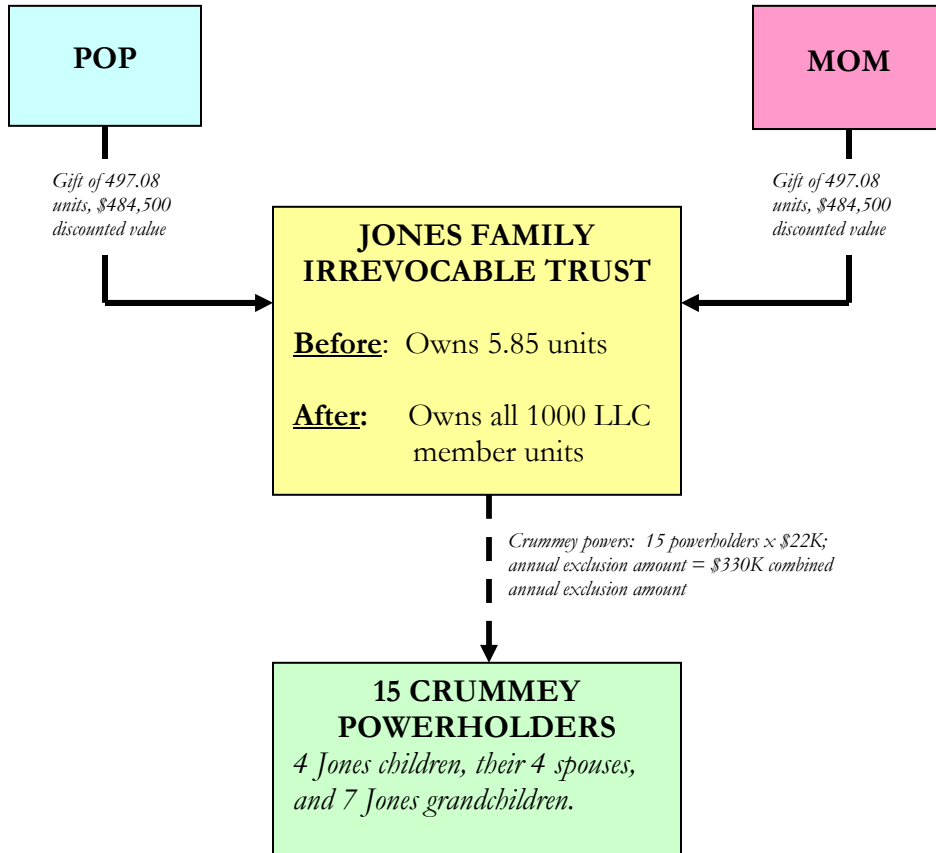 POP
MOM
Gift of 497.08
units, $484,500
discounted value
Gift of 497.08
units, $484,500
discounted value
JONES FAMILY
IRREVOCABLE TRUST
Before: Owns 5.85 units
After: Owns all 1000 LLC
member units
Crummey powers: 15 powerholders x $22K;
annual exclusion amount = $330K combined
annual exclusion amount
15 CRUMMEY
POWERHOLDERS
4 Jones children, their 4 spouses,
and 7 Jones grandchildren.